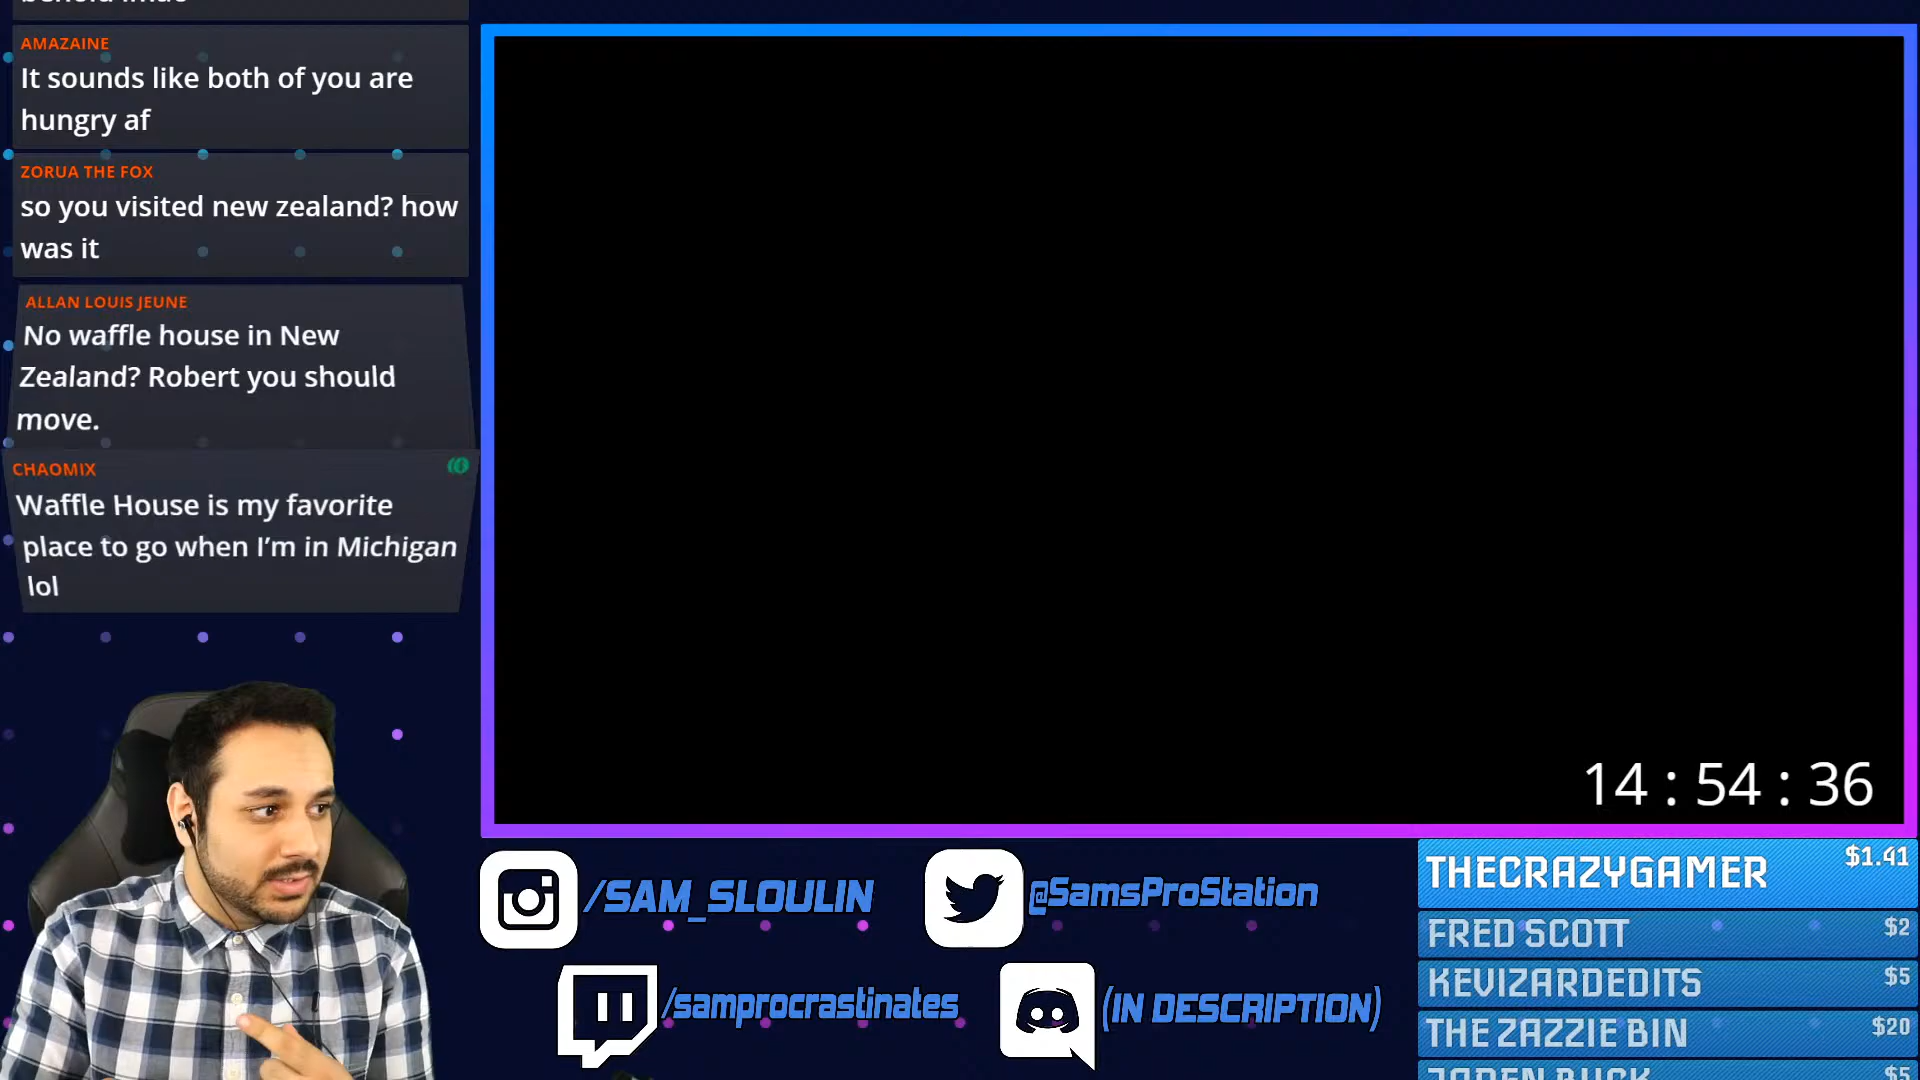 AMAZAINE
It sounds like both of you are
hungry af
ZORUA THE FOX
so you visited new zealand? how
was it
ALLAN LOUIS JEUNE
No waffle house in New
Zealand? Robert you should
move.
CHAOMIX
Waffle House is my favorite
place to go when I'm in Michigan
lol
14 : 54 : 36
/SAM_SLOULIN
@SamsProStation
/samprocrastinates
(IN DESCRIPTION)
THECRAZYGAMER $1.41
FRED SCOTT $2
KEVIZARDEDITS $5
THE ZAZZIE BIN $20
$5